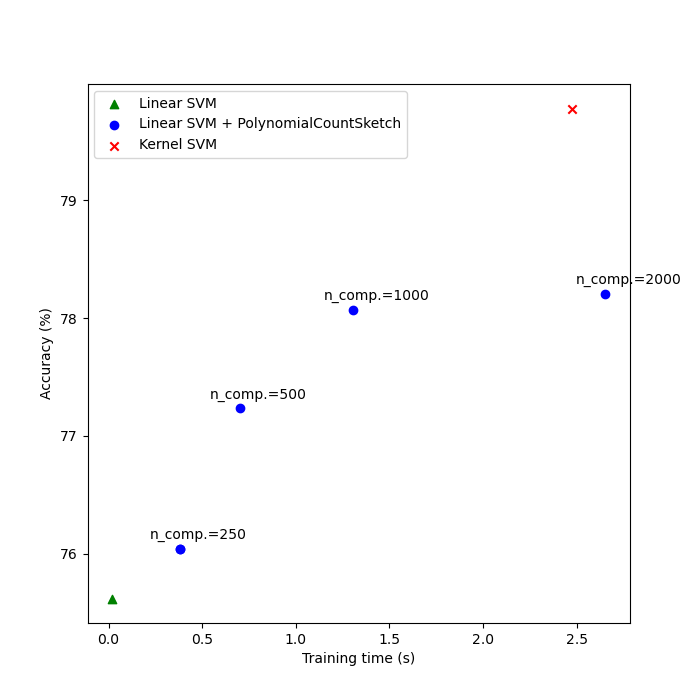 Linear SVM
Linear SVM + PolynomialCountSketch
Kernel SVM
79
n_comp.=2000
n_comp.=1000
78
Accuracy (%)
n_comp.=500
77
n_comp.=250
76
0.0 0.5 1.0 1.5 2.0 2.5
Training time (s)